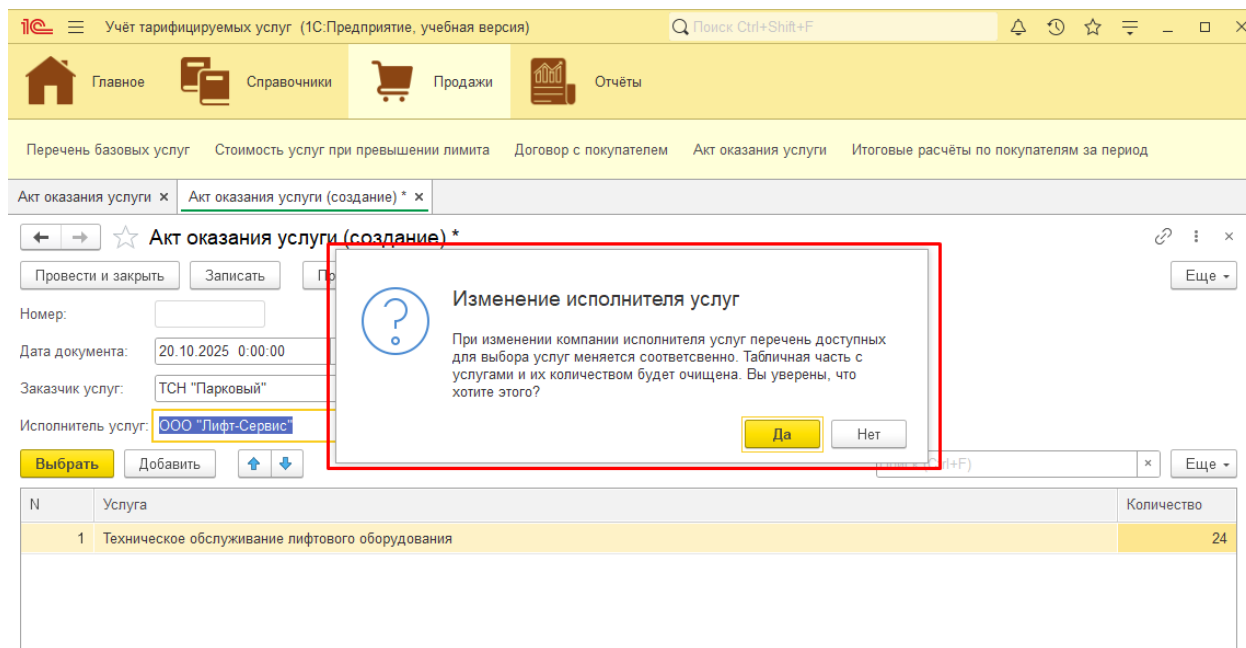 Учёт тарифицируемых услуг (1С:Предприятие, учебная версия)
Поиск Ctrl+Shift+F
Главное
Справочники
Продажи
Отчёты
Перечень базовых услуг
Стоимость услуг при превышении лимита
Договор с покупателем
Акт оказания услуги
Итоговые расчёты по покупателям за период
Акт оказания услуги
Акт оказания услуги (создание) *
Акт оказания услуги (создание) *
Провести и закрыть
Записать
Еще
Номер:
Дата документа:
20.10.2025 0:00:00
Заказчик услуг:
ТСН "Парковый"
Исполнитель услуг:
ООО "Лифт-Сервис"
Изменение исполнителя услуг
При изменении компании исполнителя услуг перечень доступных
для выбора услуг меняется соответсвенно. Табличная часть с
услугами и их количеством будет очищена. Вы уверены, что
хотите этого?
Да
Нет
Выбрать
Добавить
Еще
N
Услуга
Количество
1
Техническое обслуживание лифтового оборудования
24